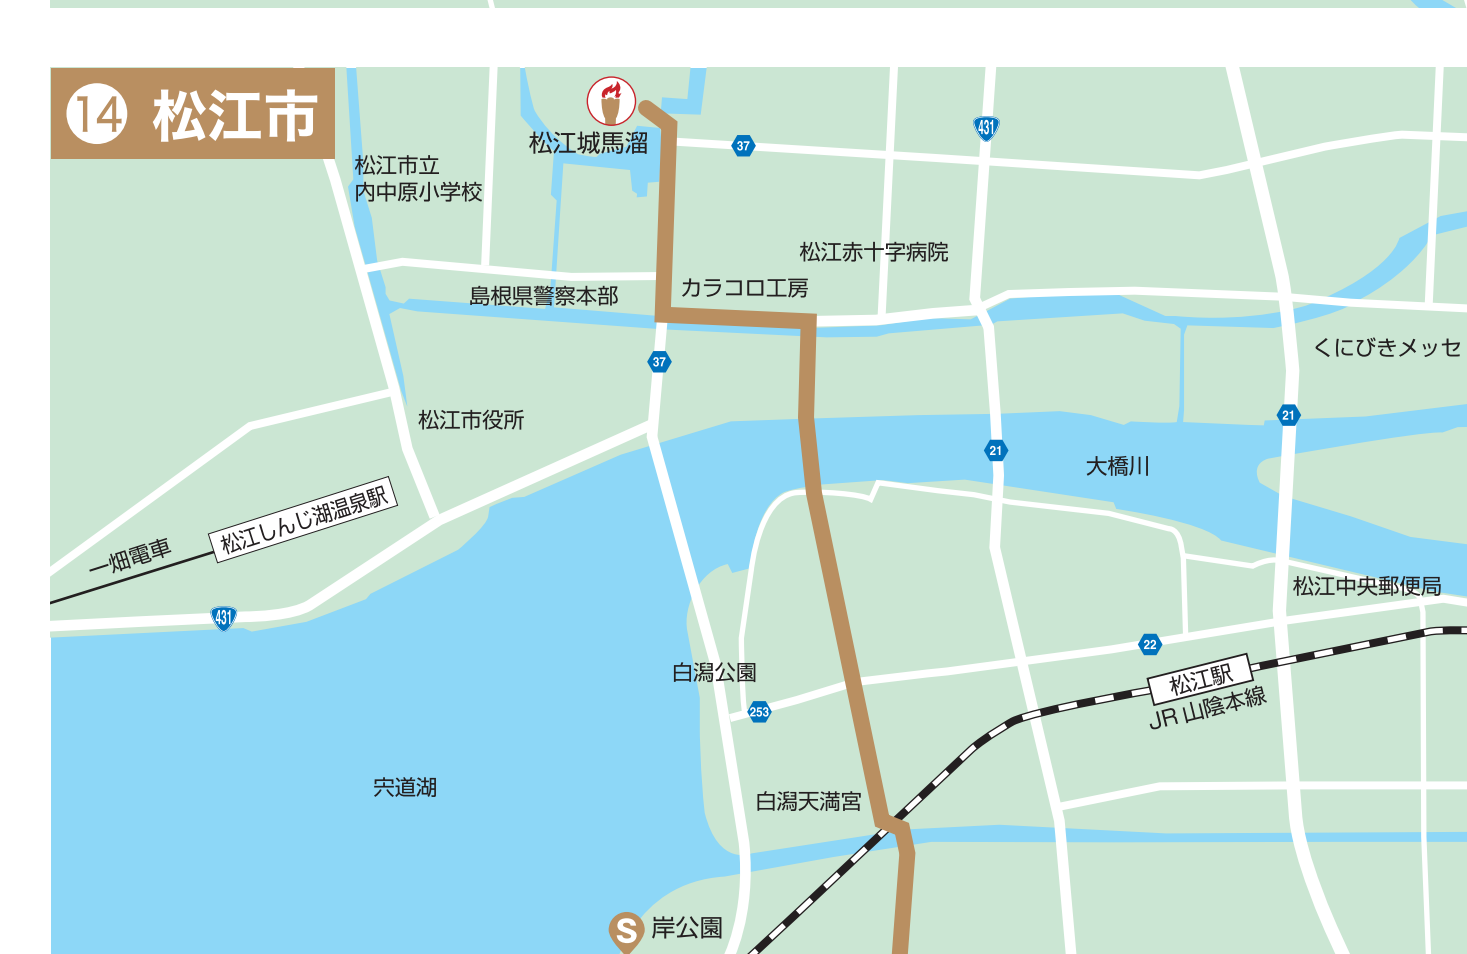 14 松江市
松江城馬溜
37
431
松江市立
内中原小学校
松江赤十字病院
カラコロ工房
島根県警察本部
くにびきメッセ
37
松江市役所
21
21
大橋川
松江しんじ湖温泉駅
一畑電車
431
松江中央郵便局
22
白潟公園
松江駅
JR 山陰本線
253
宍道湖
白潟天満宮
S 岸公園